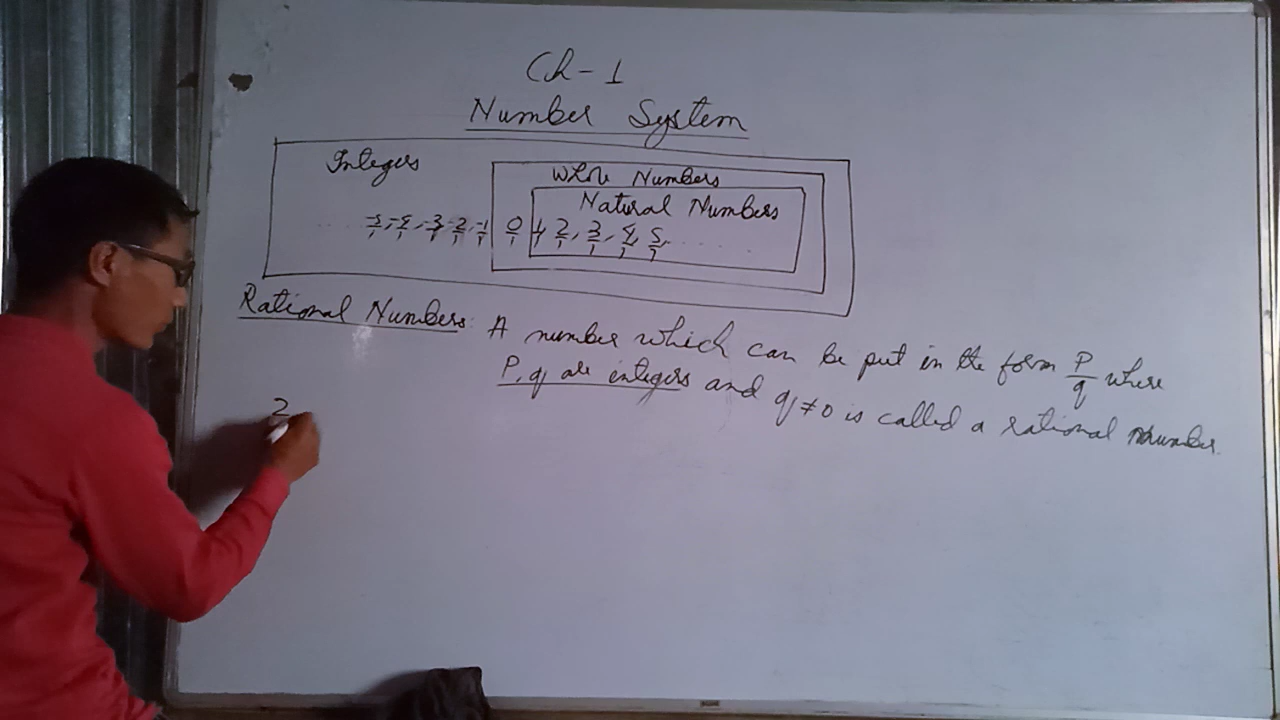 Ch-1
Number System
Integers
Whole Numbers
Natural Numbers
-5/1, -4/1, -3/1, -2/1, -1/1 0/1 1/1 2/1, 3/1, 4/1, 5/1, ......
Rational Numbers: A number which can be put in the form P/q where
P, q are integers and q≠0 is called a rational number.
2